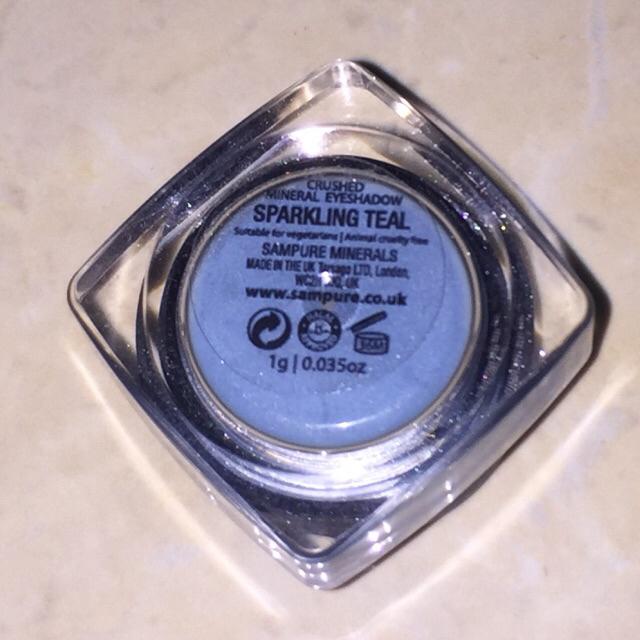 CRUSHED
MINERAL EYESHADOW
SPARKLING TEAL
Suitable for vegetarians | Animal cruelty free
SAMPURE MINERALS
MADE IN THE UK LTD, London,
UK
www.sampure.co.uk
1g | 0.035oz